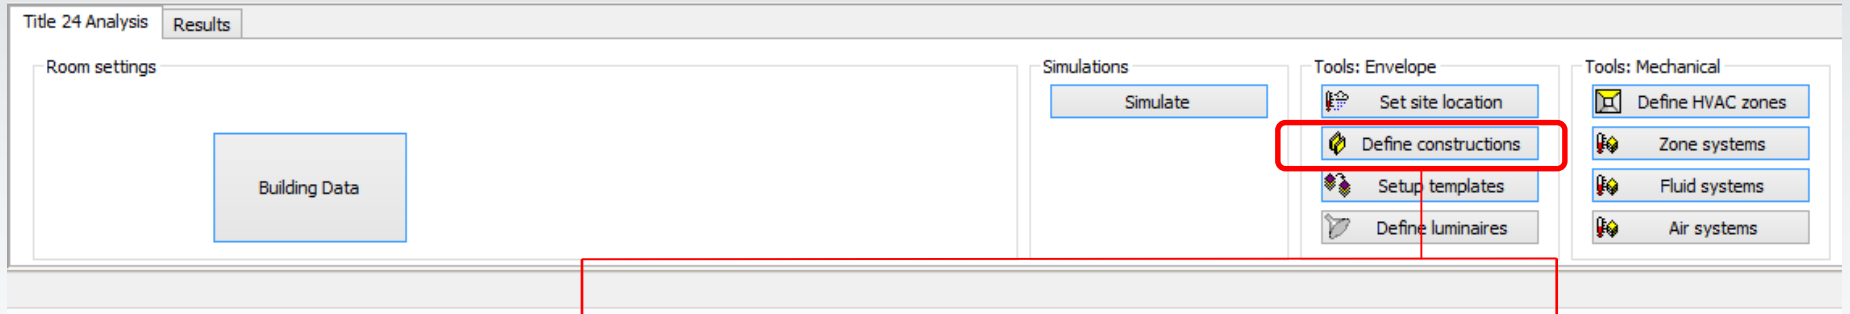 Title 24 Analysis
Results
Room settings
Building Data
Simulations
Simulate
Tools: Envelope
Set site location
Define constructions
Setup templates
Define luminaires
Tools: Mechanical
Define HVAC zones
Zone systems
Fluid systems
Air systems